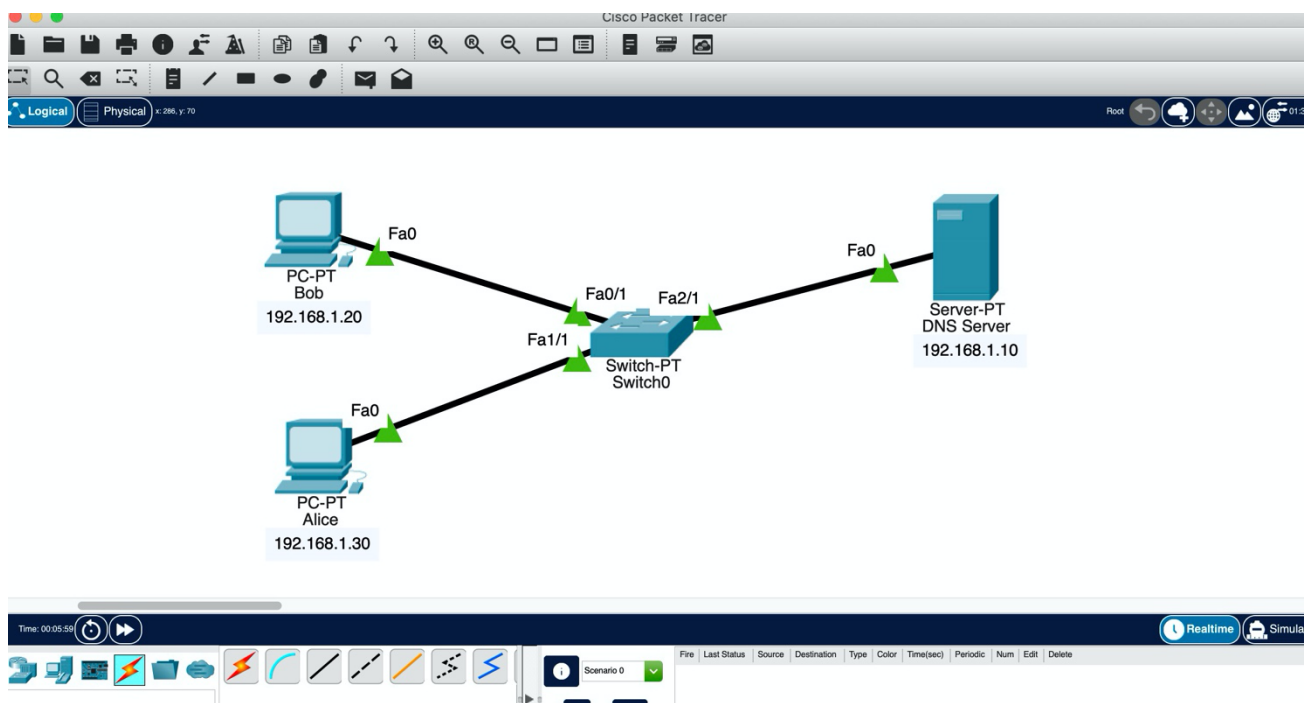 Cisco Packet Tracer
Logical
Physical
x: 286, y: 70
Root
01:3
Fa0
PC-PT
Bob
192.168.1.20
Fa0/1
Fa2/1
Fa0
Server-PT
DNS Server
192.168.1.10
Fa1/1
Switch-PT
Switch0
Fa0
PC-PT
Alice
192.168.1.30
Time: 00:05:59
Realtime
Simula
Scenario 0
Fire Last Status Source Destination Type Color Time(sec) Periodic Num Edit Delete